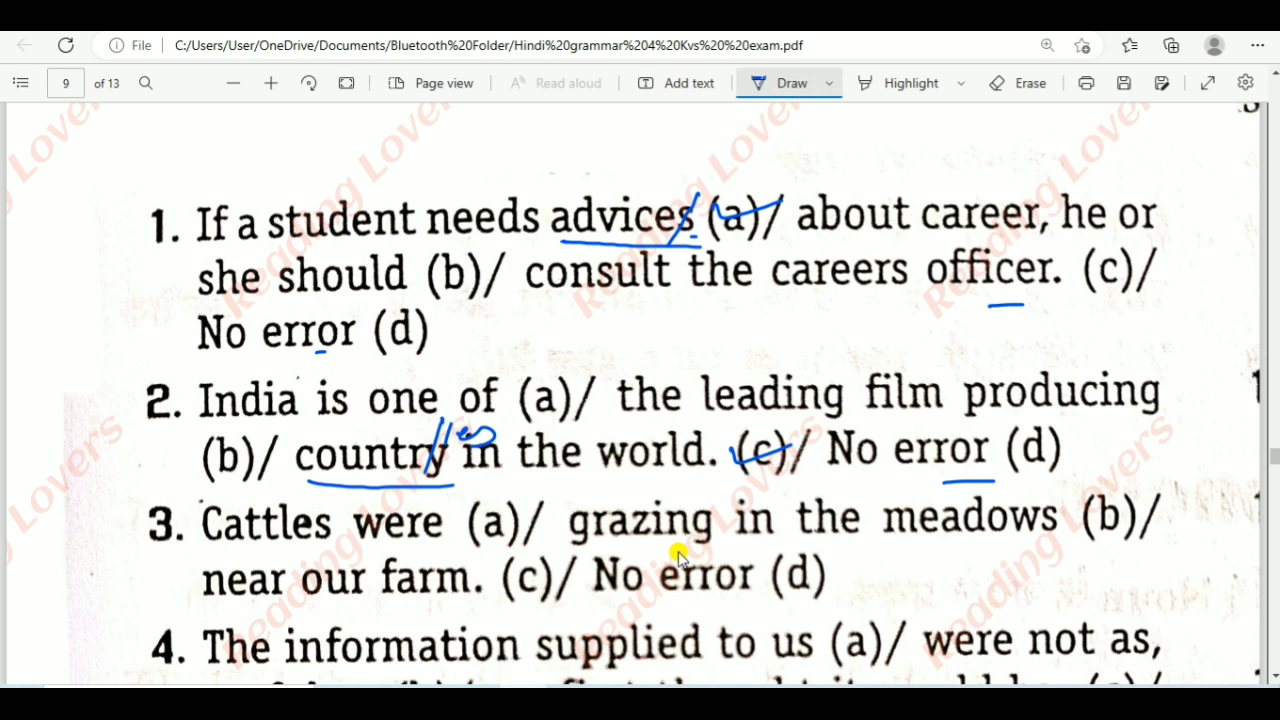 File C:/Users/User/OneDrive/Documents/Bluetooth%20Folder/Hindi%20grammar%204%20Kvs%20%20exam.pdf
9 of 13 Page view Read aloud Add text Draw Highlight Erase
1. If a student needs advices (a)/ about career, he or
she should (b)/ consult the careers officer. (c)/
No error (d)
2. India is one of (a)/ the leading film producing
ies
(b)/ country in the world. (c)/ No error (d)
3. Cattles were (a)/ grazing in the meadows (b)/
near our farm. (c)/ No error (d)
4. The information supplied to us (a)/ were not as,
Reading Lovers